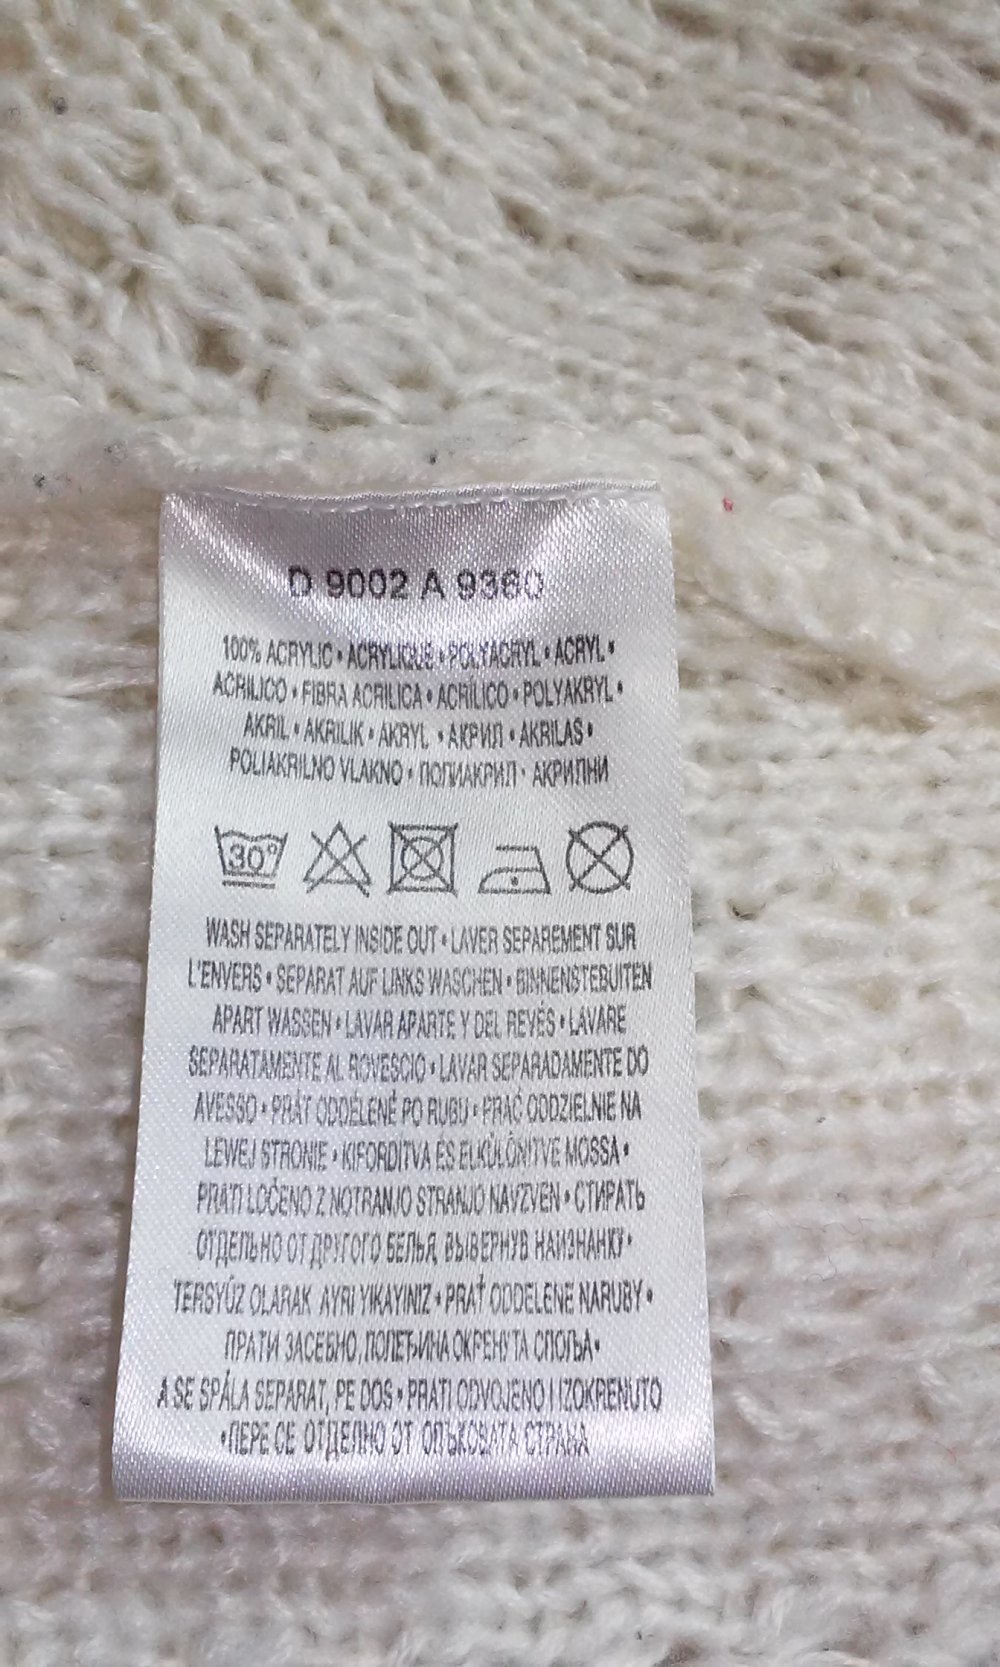 D 9002 A 9360
100% ACRYLIC • ACRYLIQUE • POLYACRYL • ACRYL •
ACRILICO • FIBRA ACRILICA • ACRÍLICO • POLYAKRYL •
AKRIL • AKRILIK • AKRYL • АКРИЛ • AKRILAS •
POLIAKRILNO VLAKNO • ПОЛИАКРИЛ • АКРИЛНИ
30°
WASH SEPARATELY INSIDE OUT • LAVER SEPAREMENT SUR
L'ENVERS • SEPARAT AUF LINKS WASCHEN • BINNENSTEBUITEN
APART WASSEN • LAVAR APARTE Y DEL REVÉS • LAVARE
SEPARATAMENTE AL ROVESCIO • LAVAR SEPARADAMENTE DO
AVESSO • PRÁT ODDÉLENÉ PO RUBU • PRAĆ ODDZIELNIE NA
LEWEJ STRONIE • KIFORDITVA ÉS ELKÜLÖNITVE MOSSA •
PRATI LOČENO Z NOTRANJO STRANJO NAVZVEN • СТИРАТЬ
ОТДЕЛЬНО ОТ ДРУГОГО БЕЛЬЯ, ВЫВЕРНУВ НАИЗНАНКУ •
TERSYÜZ OLARAK AYRI YIKAYINIZ • PRAŤ ODDELENE NARUBY •
ПРАТИ ЗАСЕБНО, ПОЛЕЂИНА ОКРЕНУТА СПОЉА •
A SE SPĂLA SEPARAT, PE DOS • PRATI ODVOJENO I IZOKRENUTO
• ПЕРЕ СЕ ОТДЕЛНО ОТ ОПЪКОВАТА СТРАНА